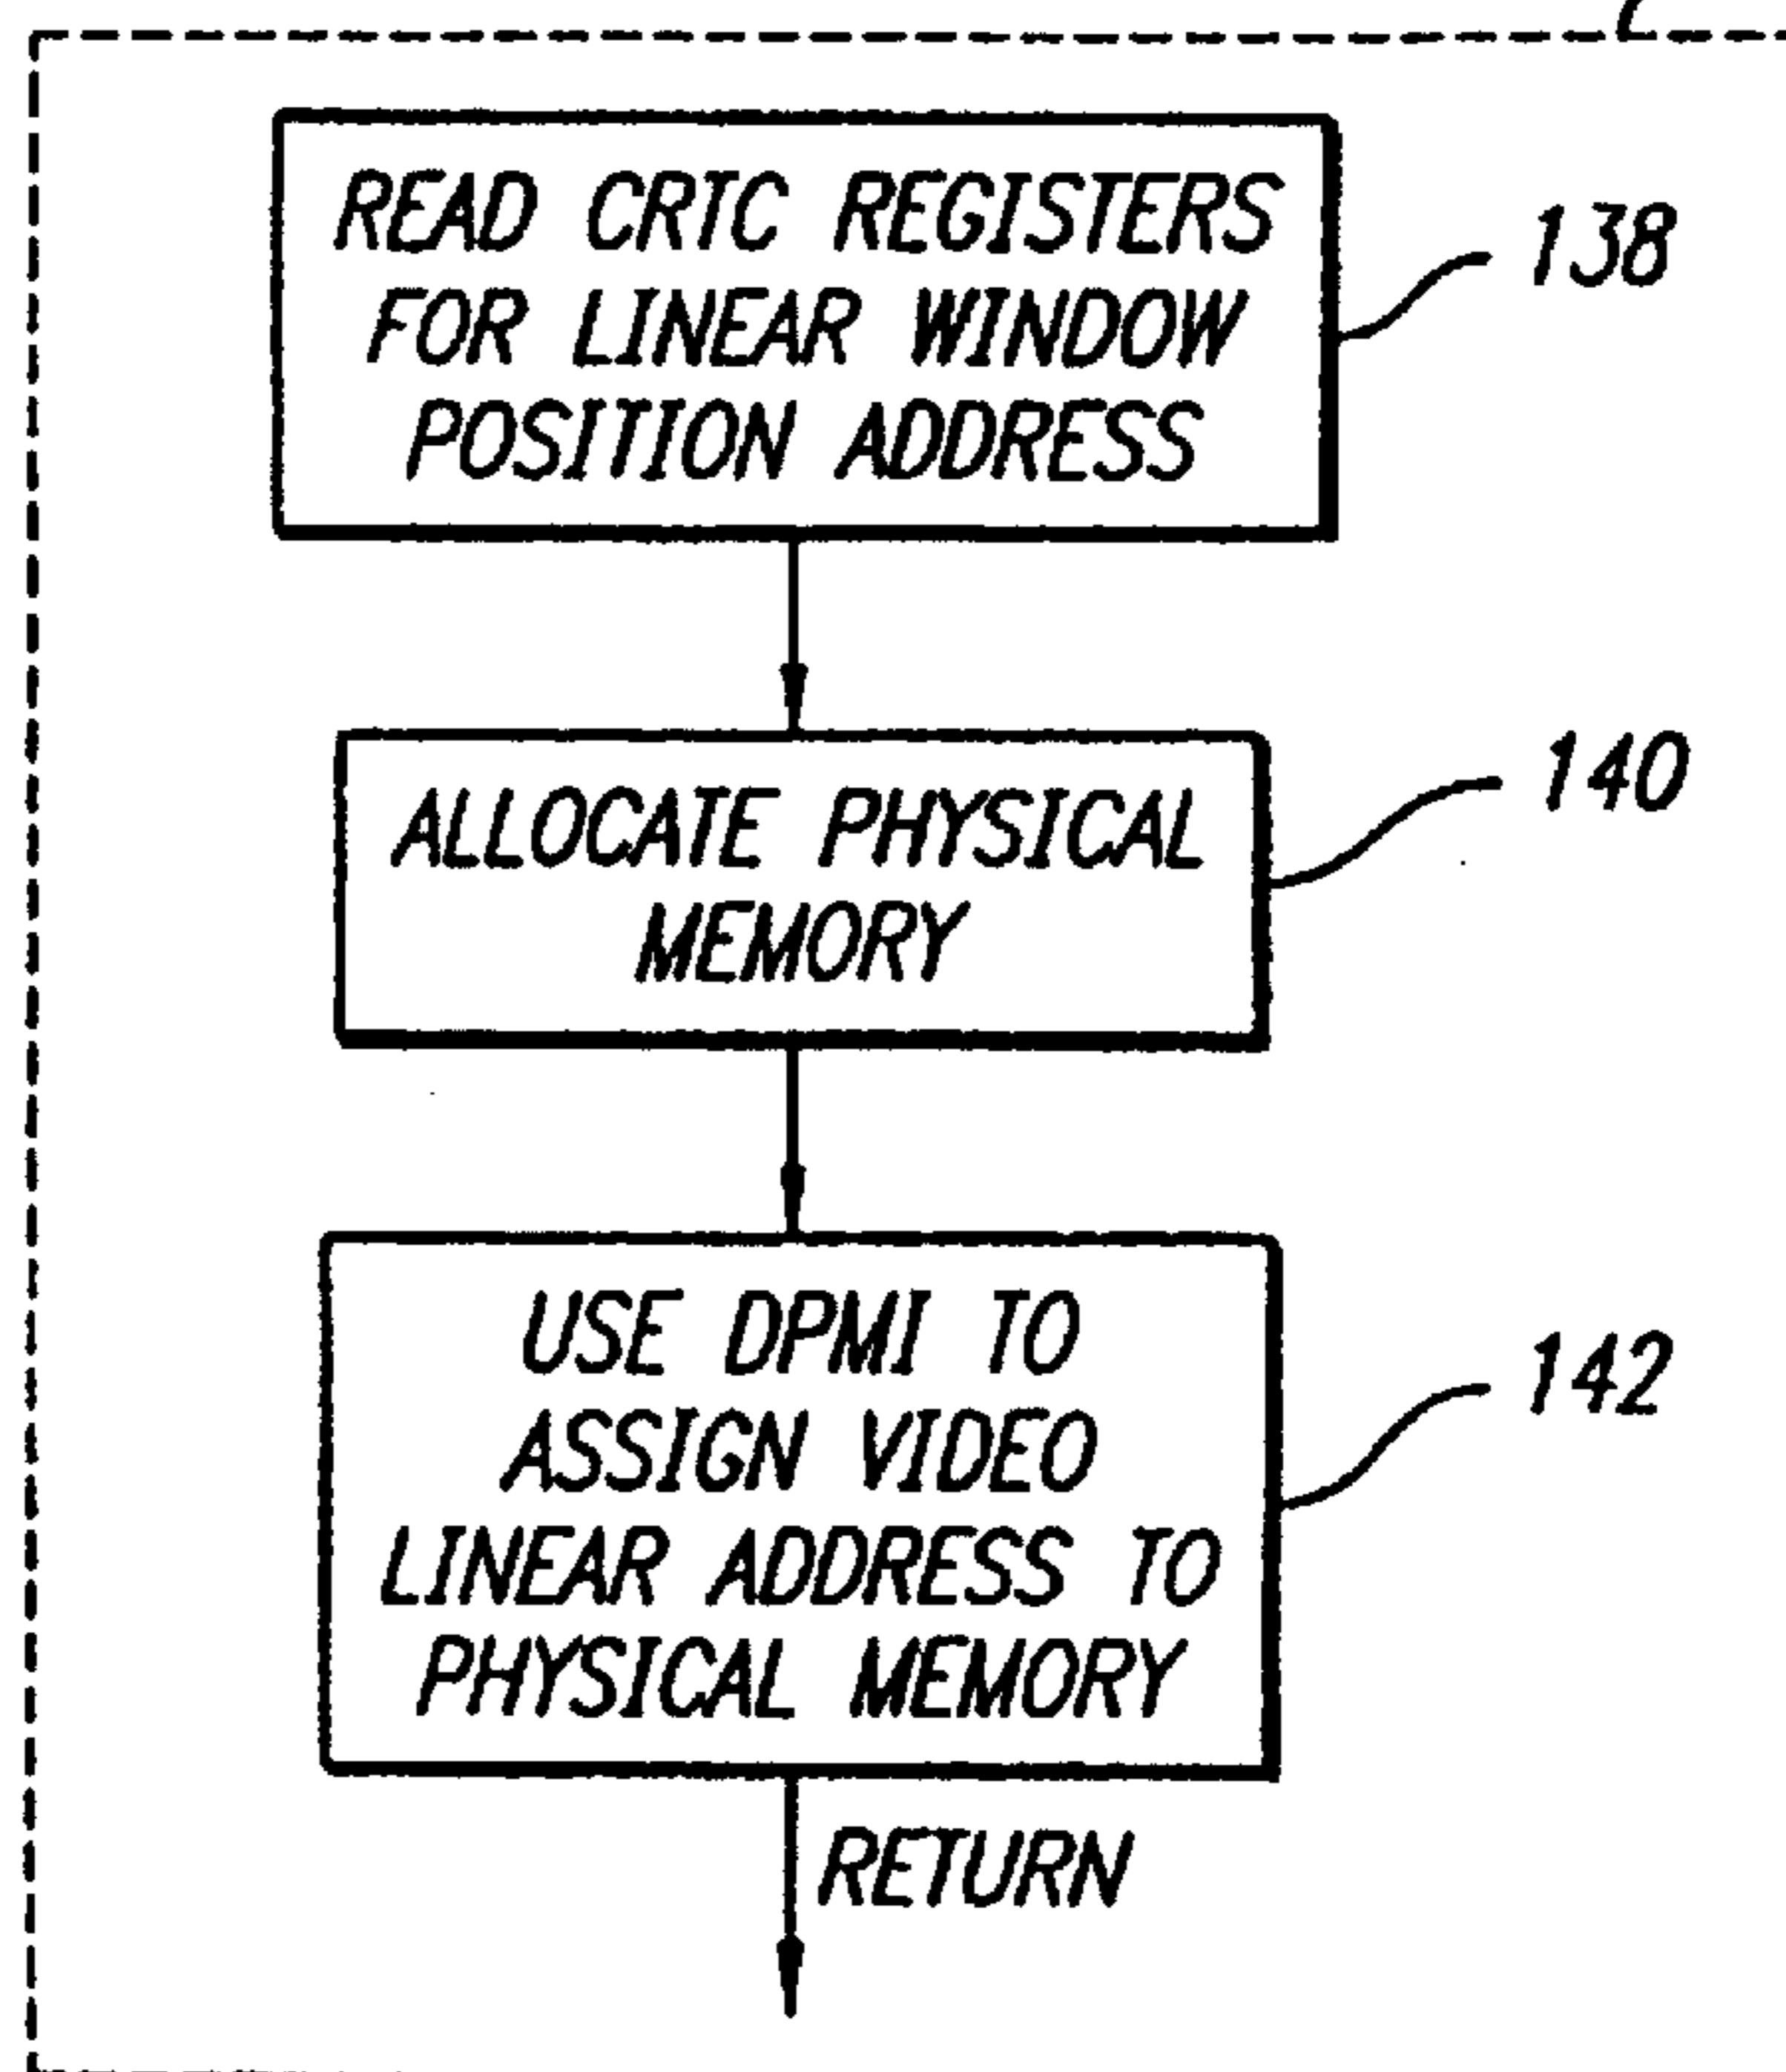 READ CRTC REGISTERS
FOR LINEAR WINDOW
POSITION ADDRESS
138
ALLOCATE PHYSICAL
MEMORY
140
USE DPMI TO
ASSIGN VIDEO
LINEAR ADDRESS TO
PHYSICAL MEMORY
142
RETURN